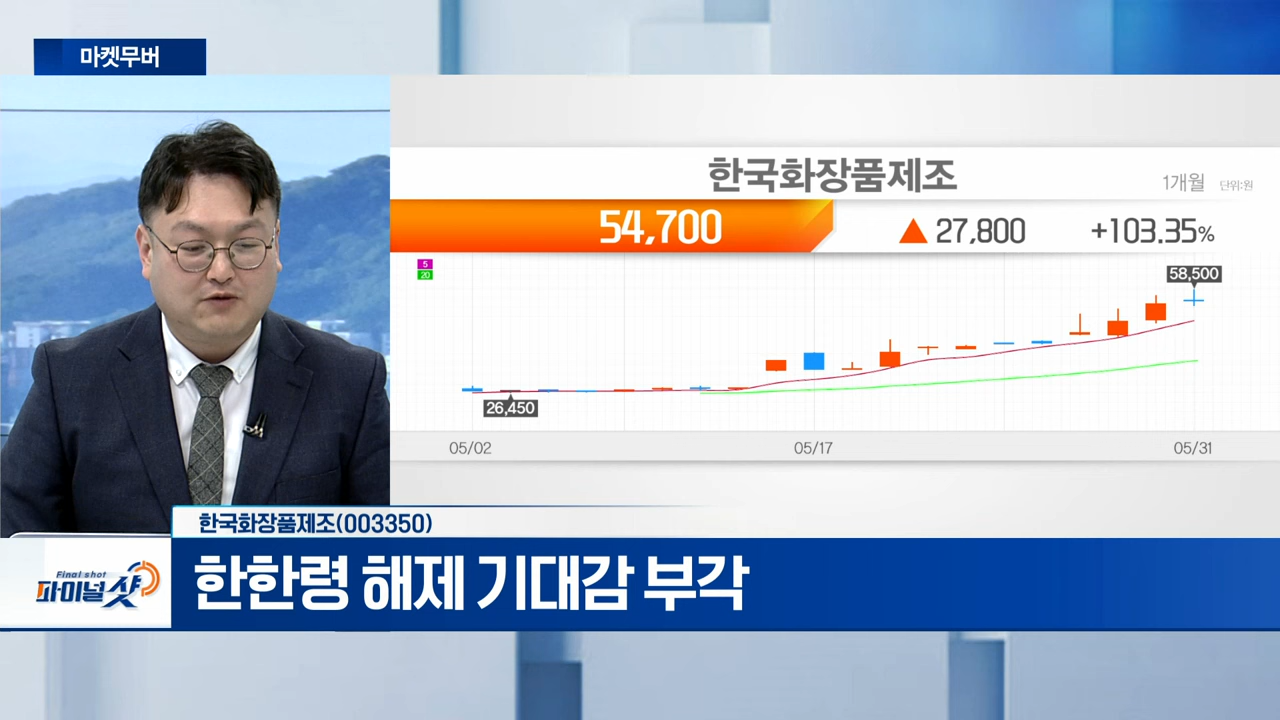 마켓무버
한국화장품제조
1개월 단위:원
54,700 ▲ 27,800 +103.35%
5
20
58,500
26,450
05/02 05/17 05/31
한국화장품제조(003350)
Final shot
파이널샷
한한령 해제 기대감 부각